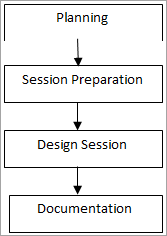 Planning
Session Preparation
Design Session
Documentation